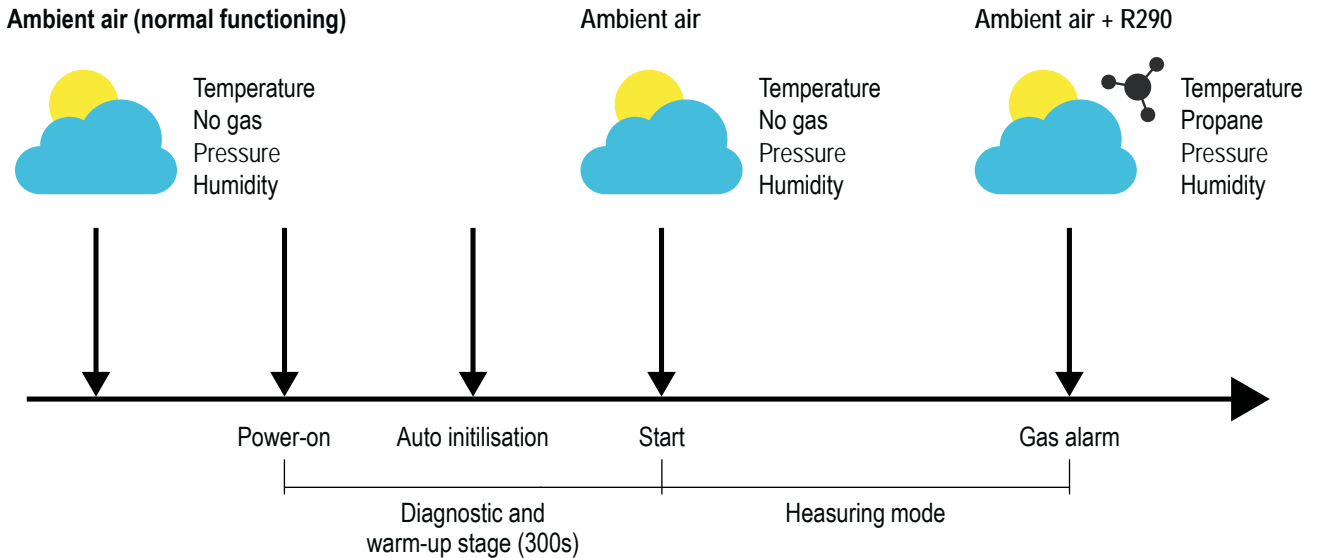 Ambient air (normal functioning)
Temperature
No gas
Pressure
Humidity
Ambient air
Temperature
No gas
Pressure
Humidity
Ambient air + R290
Temperature
Propane
Pressure
Humidity
Power-on
Auto initilisation
Start
Gas alarm
Diagnostic and
warm-up stage (300s)
Heasuring mode